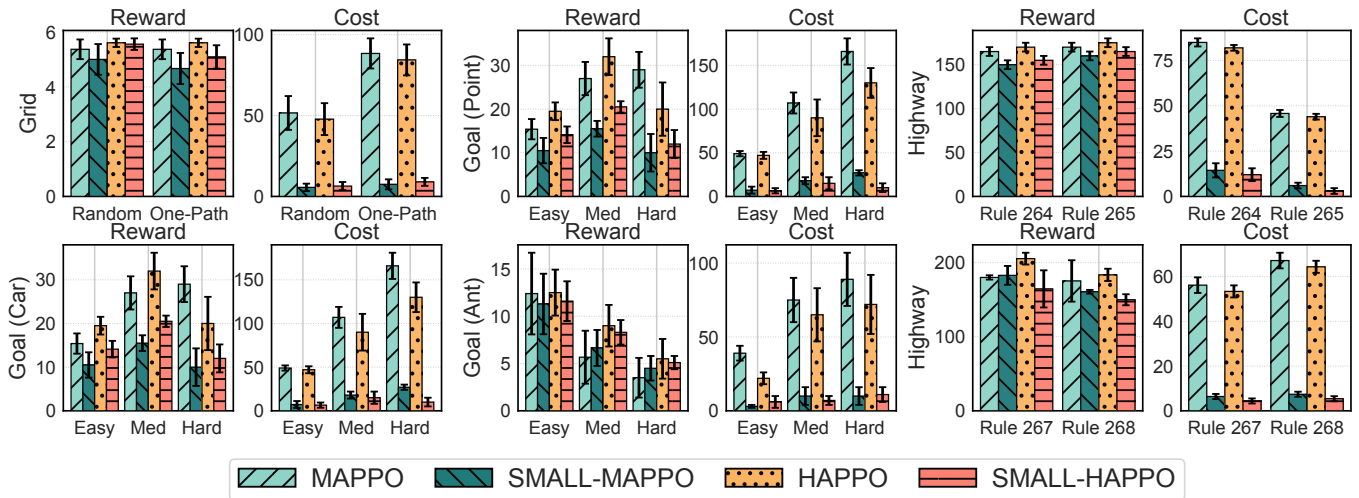 Reward Cost Reward Cost Reward Cost
6 4 2 0
Grid
Random One-Path
100 50 0
Random One-Path
30 20 10 0
Goal (Point)
Easy Med Hard
150 100 50 0
Easy Med Hard
150 100 50 0
Highway
Rule 264 Rule 265
75 50 25 0
Rule 264 Rule 265
Reward Cost Reward Cost Reward Cost
30 20 10 0
Goal (Car)
Easy Med Hard
150 100 50 0
Easy Med Hard
15 10 5 0
Goal (Ant)
Easy Med Hard
100 50 0
Easy Med Hard
200 100 0
Highway
Rule 267 Rule 268
60 40 20 0
Rule 267 Rule 268
MAPPO SMALL-MAPPO HAPPO SMALL-HAPPO